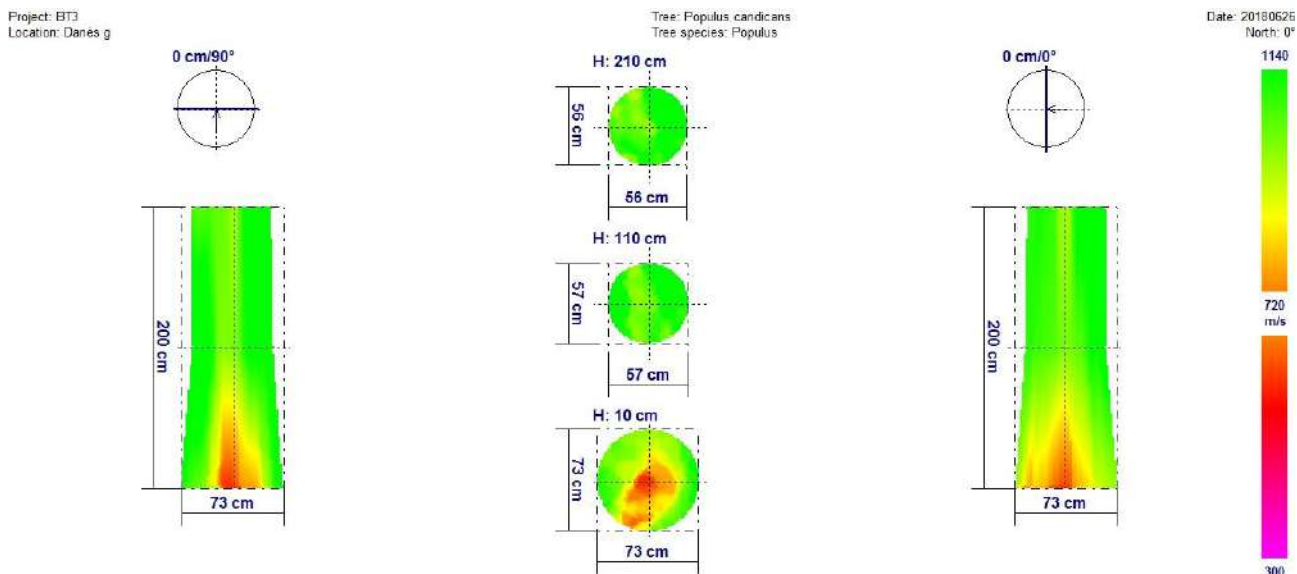 Project: BT3
Location: Danés g
Tree: Populus candicans
Tree species: Populus
Date: 20180626
North: 0°
0 cm/90°
H: 210 cm
0 cm/0°
1140
56 cm
56 cm
H: 110 cm
200 cm
57 cm
57 cm
200 cm
720
m/s
H: 10 cm
73 cm
73 cm
73 cm
73 cm
300